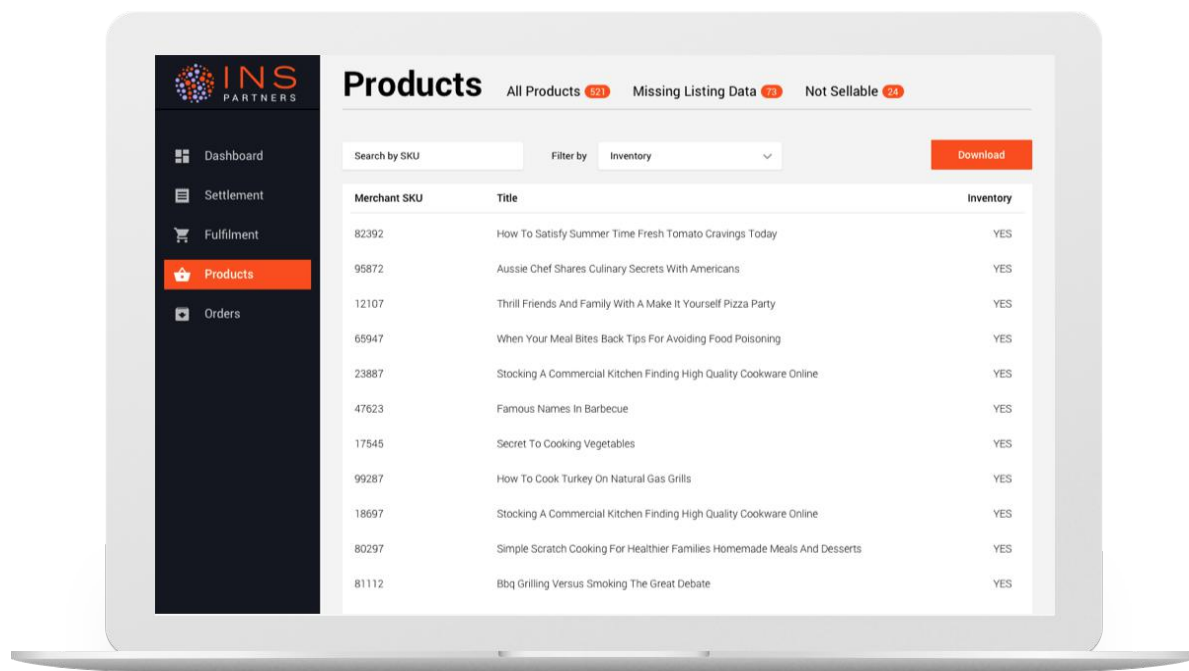 INS
PARTNERS
Products
All Products 521
Missing Listing Data 73
Not Sellable 24
Dashboard
Settlement
Fulfilment
Products
Orders
Search by SKU
Filter by
Inventory
Download
Merchant SKU Title Inventory
82392 How To Satisfy Summer Time Fresh Tomato Cravings Today YES
95872 Aussie Chef Shares Culinary Secrets With Americans YES
12107 Thrill Friends And Family With A Make It Yourself Pizza Party YES
65947 When Your Meal Bites Back Tips For Avoiding Food Poisoning YES
23887 Stocking A Commercial Kitchen Finding High Quality Cookware Online YES
47623 Famous Names In Barbecue YES
17545 Secret To Cooking Vegetables YES
99287 How To Cook Turkey On Natural Gas Grills YES
18697 Stocking A Commercial Kitchen Finding High Quality Cookware Online YES
80297 Simple Scratch Cooking For Healthier Families Homemade Meals And Desserts YES
81112 Bbq Grilling Versus Smoking The Great Debate YES